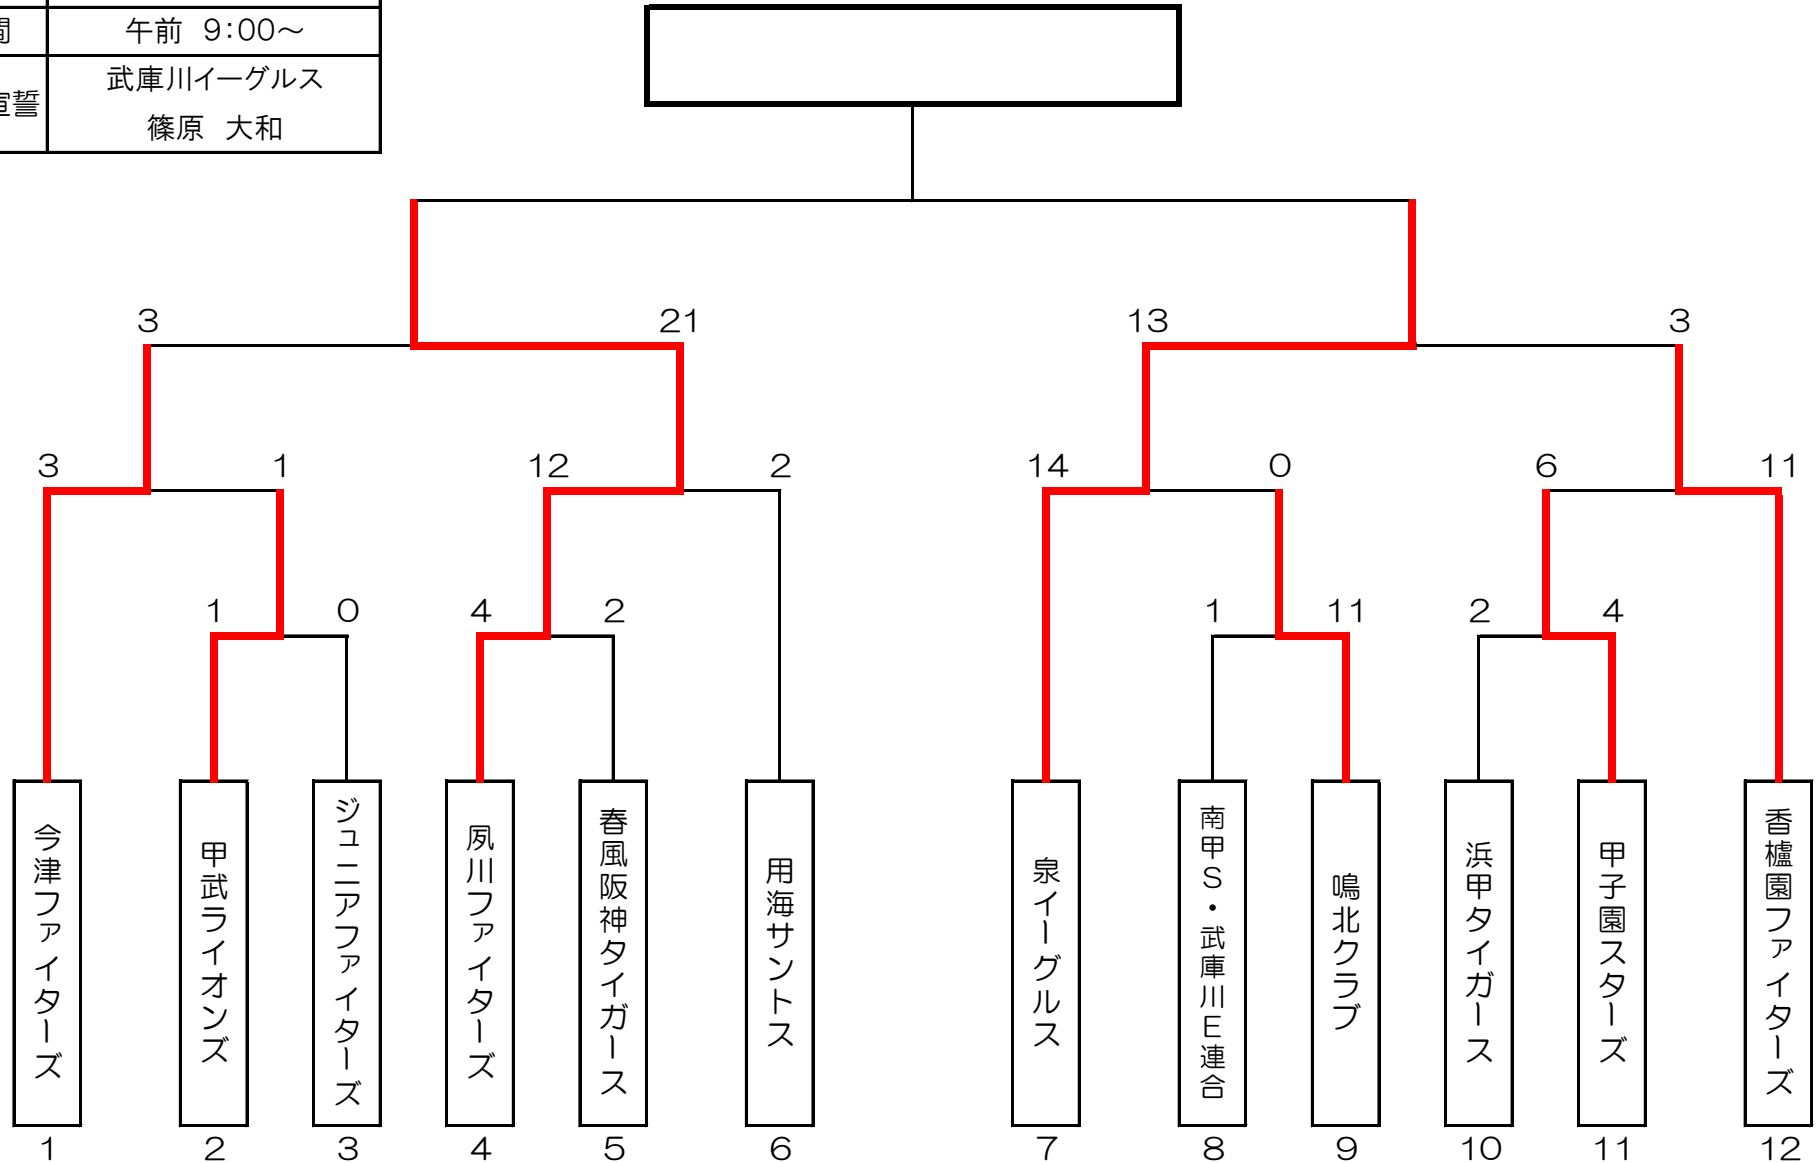 間 午前 9:00～
宣誓 武庫川イーグルス
篠原 大和
3 21 13 3
3 1 12 2 14 0 6 11
1 0 4 2 1 11 2 4
今津ファイターズ
甲武ライオンズ
ジュニアファイターズ
夙川ファイターズ
春風阪神タイガース
用海サントス
泉イーグルス
南甲S・武庫川E連合
鳴北クラブ
浜甲タイガース
甲子園スターズ
香櫨園ファイターズ
1 2 3 4 5 6 7 8 9 10 11 12